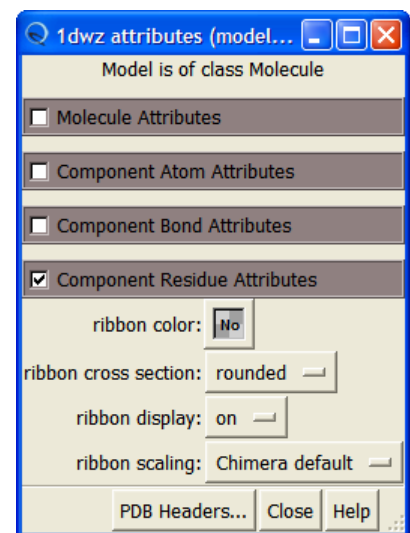 1dwz attributes (model...
Model is of class Molecule
Molecule Attributes
Component Atom Attributes
Component Bond Attributes
Component Residue Attributes
ribbon color: No
ribbon cross section: rounded
ribbon display: on
ribbon scaling: Chimera default
PDB Headers... Close Help